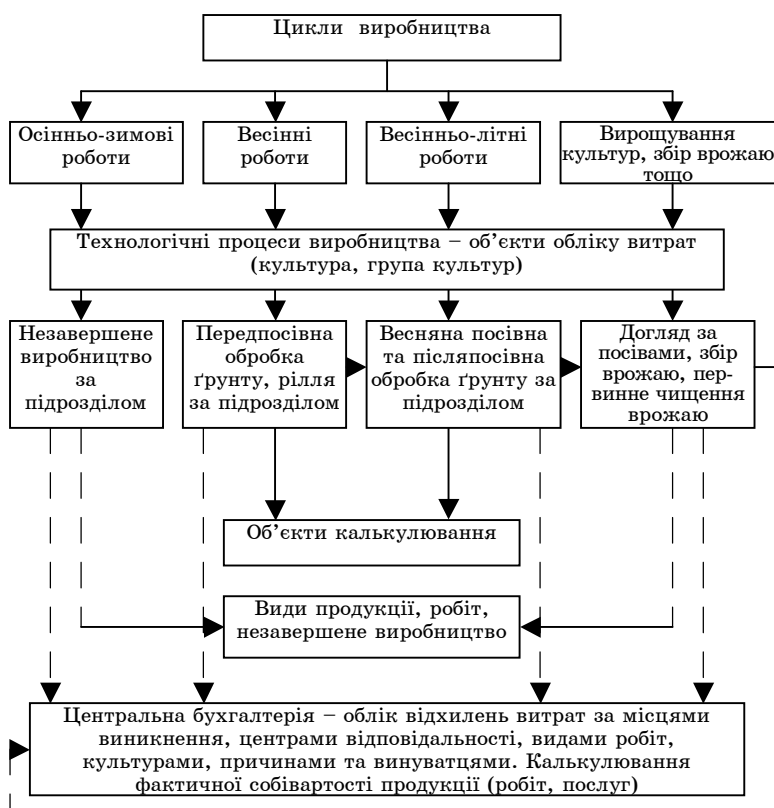 Цикли виробництва
Осінньо-зимові
роботи
Весінні
роботи
Весінньо-літні
роботи
Вирощування
культур, збір врожаю
тощо
Технологічні процеси виробництва – об’єкти обліку витрат
(культура, група культур)
Незавершене
виробництво
за
підрозділом
Передпосівна
обробка
ґрунту, рілля
за підрозділом
Весняна посівна
та післяпосівна
обробка ґрунту за
підрозділом
Догляд за
посівами, збір
врожаю, пер-
винне чищення
врожаю
Об’єкти калькулювання
Види продукції, робіт,
незавершене виробництво
Центральна бухгалтерія – облік відхилень витрат за місцями
виникнення, центрами відповідальності, видами робіт,
культурами, причинами та винуватцями. Калькулювання
фактичної собівартості продукції (робіт, послуг)